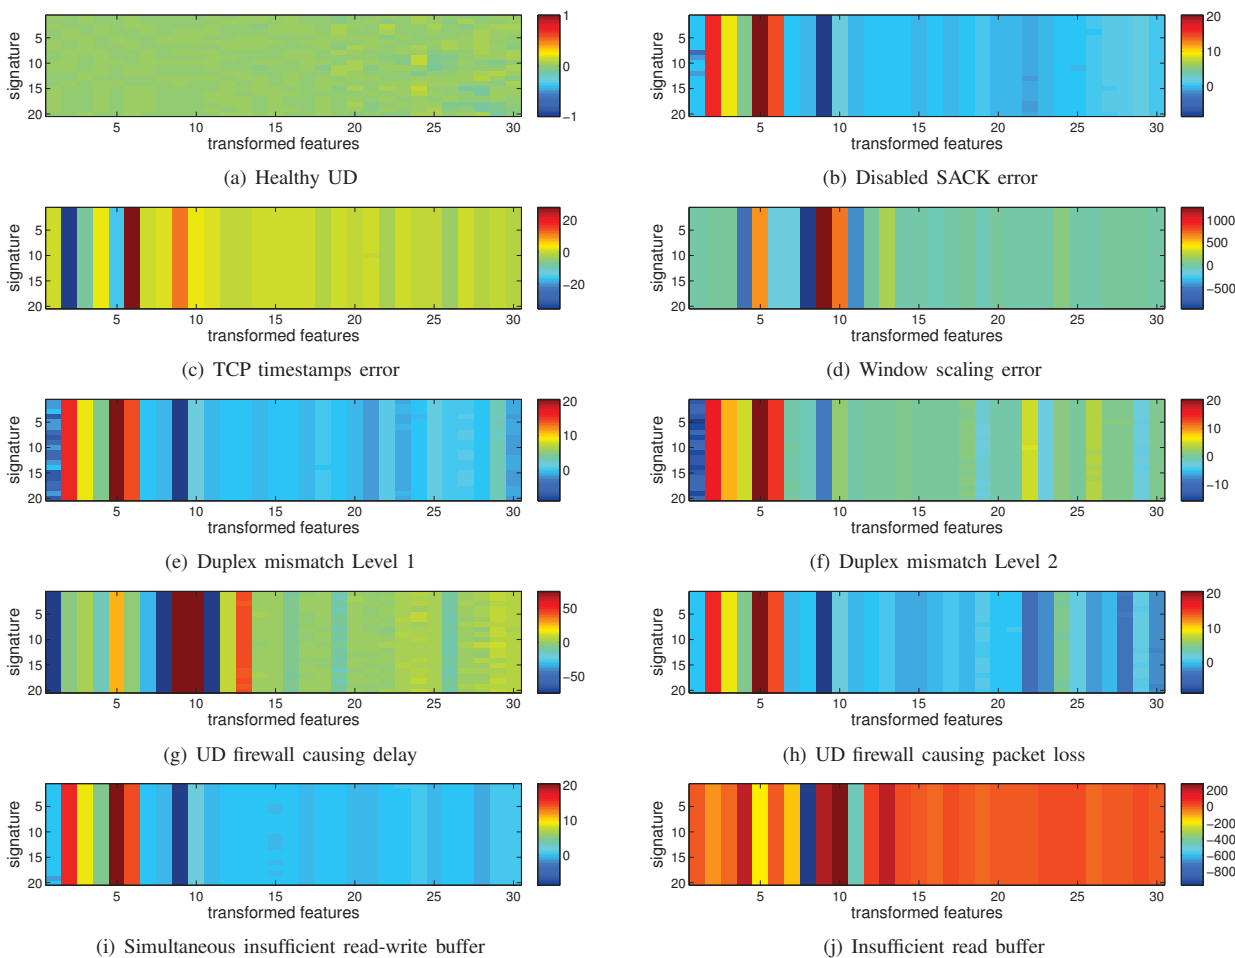 signature
5
10
15
20
5 10 15 20 25 30
transformed features
1
0
−1
(a) Healthy UD
signature
5
10
15
20
5 10 15 20 25 30
transformed features
20
10
0
(b) Disabled SACK error
signature
5
10
15
20
5 10 15 20 25 30
transformed features
20
0
−20
(c) TCP timestamps error
signature
5
10
15
20
5 10 15 20 25 30
transformed features
1000
500
0
−500
(d) Window scaling error
signature
5
10
15
20
5 10 15 20 25 30
transformed features
20
10
0
(e) Duplex mismatch Level 1
signature
5
10
15
20
5 10 15 20 25 30
transformed features
20
10
0
−10
(f) Duplex mismatch Level 2
signature
5
10
15
20
5 10 15 20 25 30
transformed features
50
0
−50
(g) UD firewall causing delay
signature
5
10
15
20
5 10 15 20 25 30
transformed features
20
10
0
(h) UD firewall causing packet loss
signature
5
10
15
20
5 10 15 20 25 30
transformed features
20
10
0
(i) Simultaneous insufficient read-write buffer
signature
5
10
15
20
5 10 15 20 25 30
transformed features
200
0
−200
−400
−600
−800
(j) Insufficient read buffer